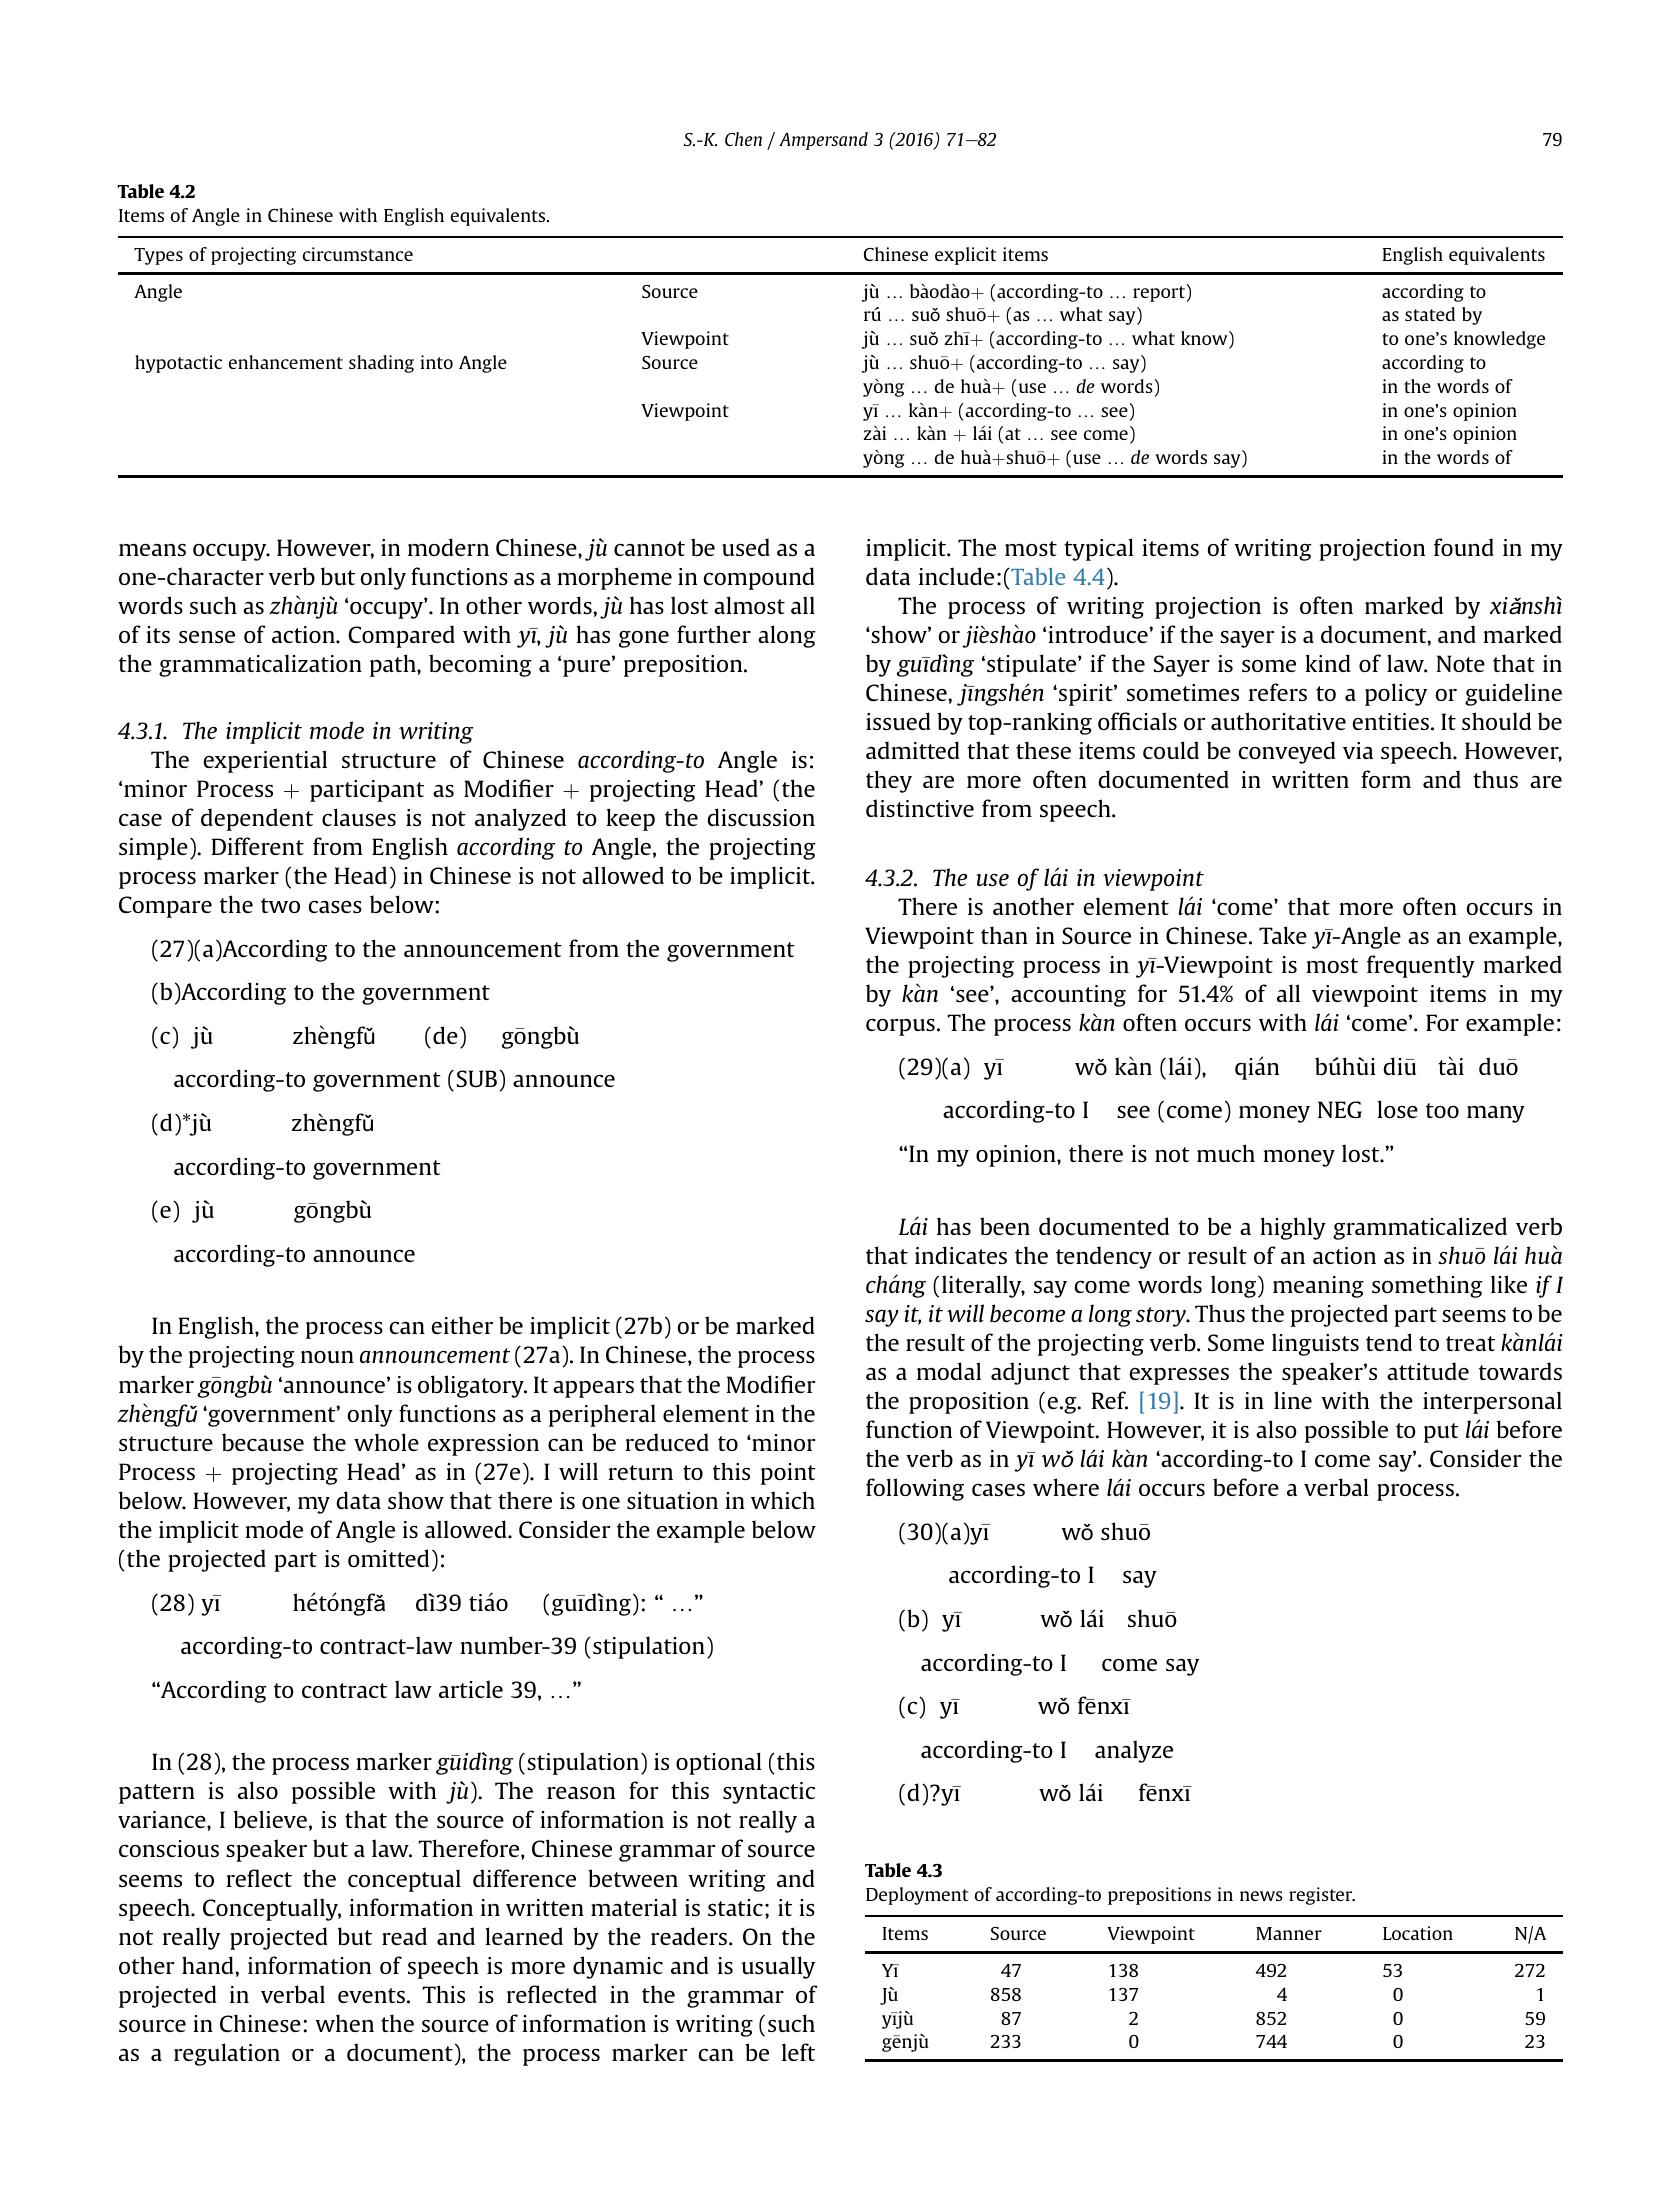 S.-K. Chen / Ampersand 3 (2016) 71–82 79
Table 4.2
Items of Angle in Chinese with English equivalents.
Types of projecting circumstance Chinese explicit items English equivalents
Angle Source jù … bàodào+ (according-to … report) according to
rú … suǒ shuō+ (as … what say) as stated by
Viewpoint jù … suǒ zhī+ (according-to … what know) to one's knowledge
hypotactic enhancement shading into Angle Source jù … shuō+ (according-to … say) according to
yòng … de huà+ (use … de words) in the words of
Viewpoint yī … kàn+ (according-to … see) in one's opinion
zài … kàn + lái (at … see come) in one's opinion
yòng … de huà+shuō+ (use … de words say) in the words of
means occupy. However, in modern Chinese, jù cannot be used as a
one-character verb but only functions as a morpheme in compound
words such as zhànjù ‘occupy’. In other words, jù has lost almost all
of its sense of action. Compared with yī, jù has gone further along
the grammaticalization path, becoming a ‘pure’ preposition.
4.3.1. The implicit mode in writing
The experiential structure of Chinese according-to Angle is:
‘minor Process + participant as Modifier + projecting Head’ (the
case of dependent clauses is not analyzed to keep the discussion
simple). Different from English according to Angle, the projecting
process marker (the Head) in Chinese is not allowed to be implicit.
Compare the two cases below:
(27)(a)According to the announcement from the government
(b)According to the government
(c) jù zhèngfǔ (de) gōngbù
according-to government (SUB) announce
(d)*jù zhèngfǔ
according-to government
(e) jù gōngbù
according-to announce
In English, the process can either be implicit (27b) or be marked
by the projecting noun announcement (27a). In Chinese, the process
marker gōngbù ‘announce’ is obligatory. It appears that the Modifier
zhèngfǔ ‘government’ only functions as a peripheral element in the
structure because the whole expression can be reduced to ‘minor
Process + projecting Head’ as in (27e). I will return to this point
below. However, my data show that there is one situation in which
the implicit mode of Angle is allowed. Consider the example below
(the projected part is omitted):
(28) yī hétóngfǎ dì39 tiáo (guīdìng): “ …”
according-to contract-law number-39 (stipulation)
“According to contract law article 39, …”
In (28), the process marker gūidìng (stipulation) is optional (this
pattern is also possible with jù). The reason for this syntactic
variance, I believe, is that the source of information is not really a
conscious speaker but a law. Therefore, Chinese grammar of source
seems to reflect the conceptual difference between writing and
speech. Conceptually, information in written material is static; it is
not really projected but read and learned by the readers. On the
other hand, information of speech is more dynamic and is usually
projected in verbal events. This is reflected in the grammar of
source in Chinese: when the source of information is writing (such
as a regulation or a document), the process marker can be left
implicit. The most typical items of writing projection found in my
data include:(Table 4.4).
The process of writing projection is often marked by xiǎnshì
‘show’ or jièshào ‘introduce’ if the sayer is a document, and marked
by guīdìng ‘stipulate’ if the Sayer is some kind of law. Note that in
Chinese, jīngshén ‘spirit’ sometimes refers to a policy or guideline
issued by top-ranking officials or authoritative entities. It should be
admitted that these items could be conveyed via speech. However,
they are more often documented in written form and thus are
distinctive from speech.
4.3.2. The use of lái in viewpoint
There is another element lái ‘come’ that more often occurs in
Viewpoint than in Source in Chinese. Take yī-Angle as an example,
the projecting process in yī-Viewpoint is most frequently marked
by kàn ‘see’, accounting for 51.4% of all viewpoint items in my
corpus. The process kàn often occurs with lái ‘come’. For example:
(29)(a) yī wǒ kàn (lái), qián búhùi diū tài duō
according-to I see (come) money NEG lose too many
“In my opinion, there is not much money lost.”
Lái has been documented to be a highly grammaticalized verb
that indicates the tendency or result of an action as in shuō lái huà
cháng (literally, say come words long) meaning something like if I
say it, it will become a long story. Thus the projected part seems to be
the result of the projecting verb. Some linguists tend to treat kànlái
as a modal adjunct that expresses the speaker's attitude towards
the proposition (e.g. Ref. [19]. It is in line with the interpersonal
function of Viewpoint. However, it is also possible to put lái before
the verb as in yī wǒ lái kàn ‘according-to I come say’. Consider the
following cases where lái occurs before a verbal process.
(30)(a)yī wǒ shuō
according-to I say
(b) yī wǒ lái shuō
according-to I come say
(c) yī wǒ fēnxī
according-to I analyze
(d)?yī wǒ lái fēnxī
Table 4.3
Deployment of according-to prepositions in news register.
Items Source Viewpoint Manner Location N/A
Yī 47 138 492 53 272
Jù 858 137 4 0 1
yījù 87 2 852 0 59
gēnjù 233 0 744 0 23